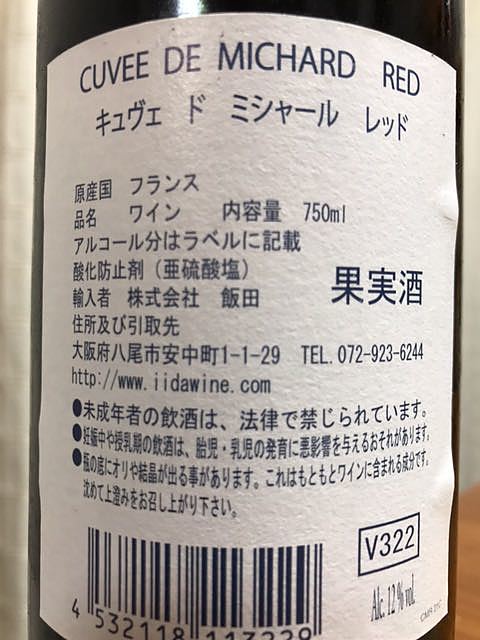 CUVEE DE MICHARD RED
キュヴェ ド ミシャール レッド
原産国 フランス
品名 ワイン 内容量 750ml
アルコール分はラベルに記載
酸化防止剤（亜硫酸塩）
輸入者 株式会社 飯田
果実酒
住所及び引取先
大阪府八尾市安中町1-1-29 TEL.072-923-6244
http://www.iidawine.com
●未成年者の飲酒は、法律で禁じられています。
●妊娠中や授乳期の飲酒は、胎児・乳児の発育に悪影響を与えるおそれがあります。
●瓶の底にオリや結晶が出る事があります。これはもともとワインに含まれる成分です。
沈めて上澄みをお召し上がり下さい。
V322
Alc. 12% vol.
4 532118 113229